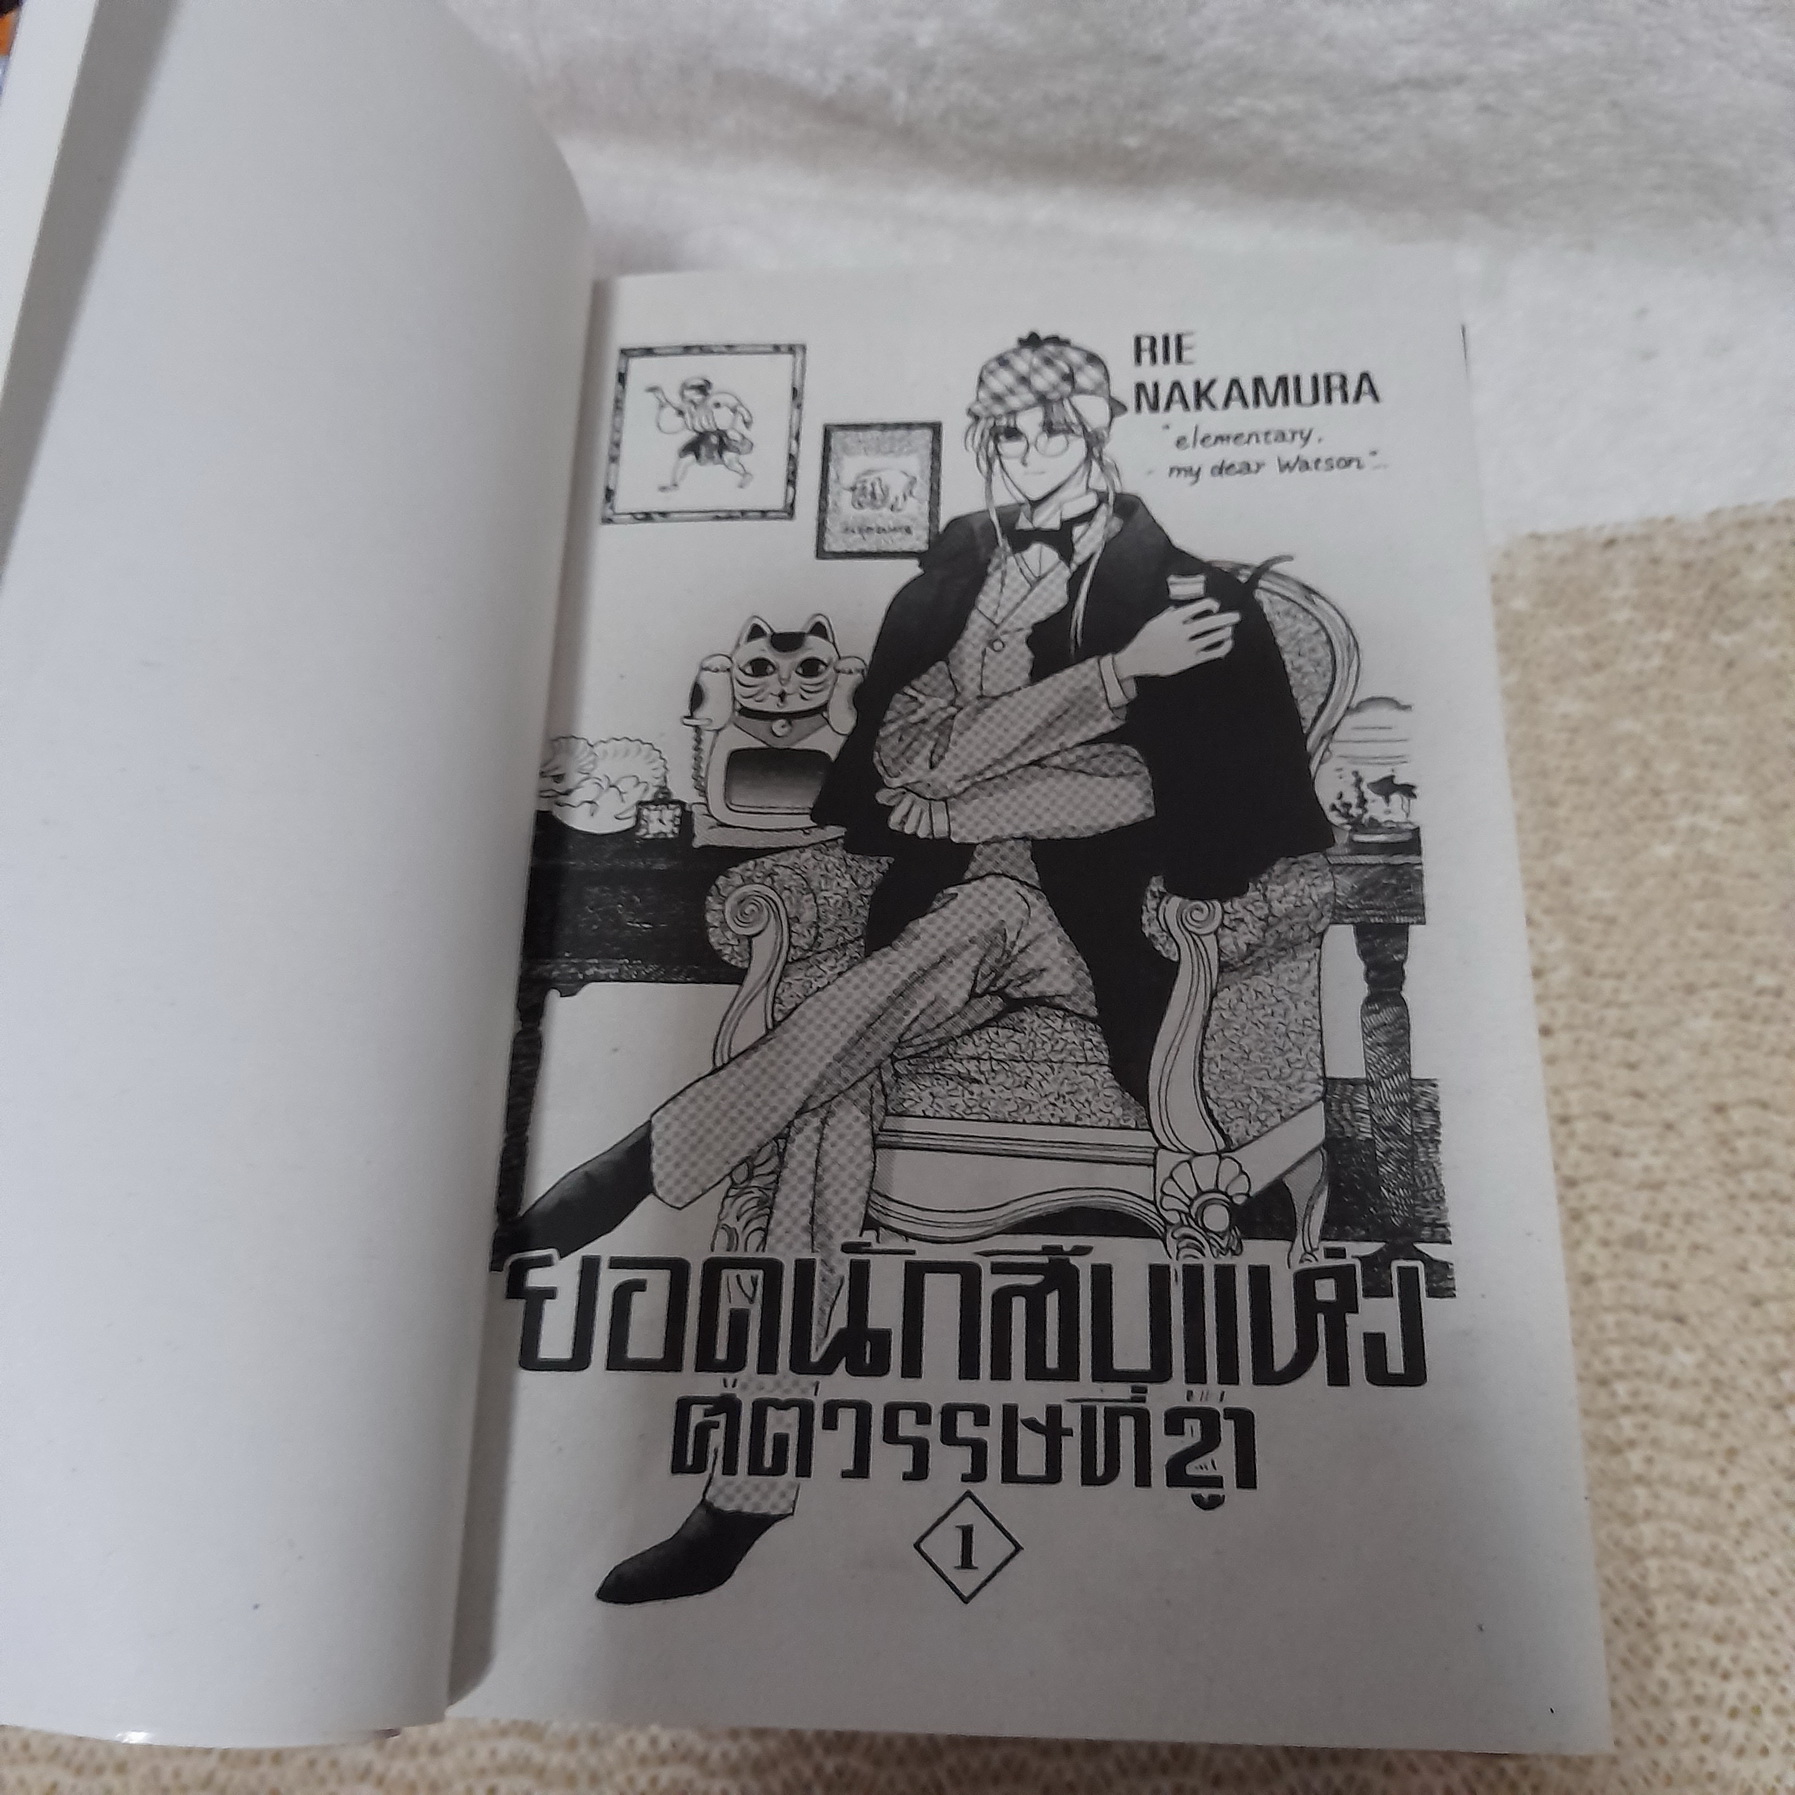 RIE
NAKAMURA
"elementary,
my dear Watson"
ยอดนักสืบแห่ง
ศตวรรษที่ 21
1